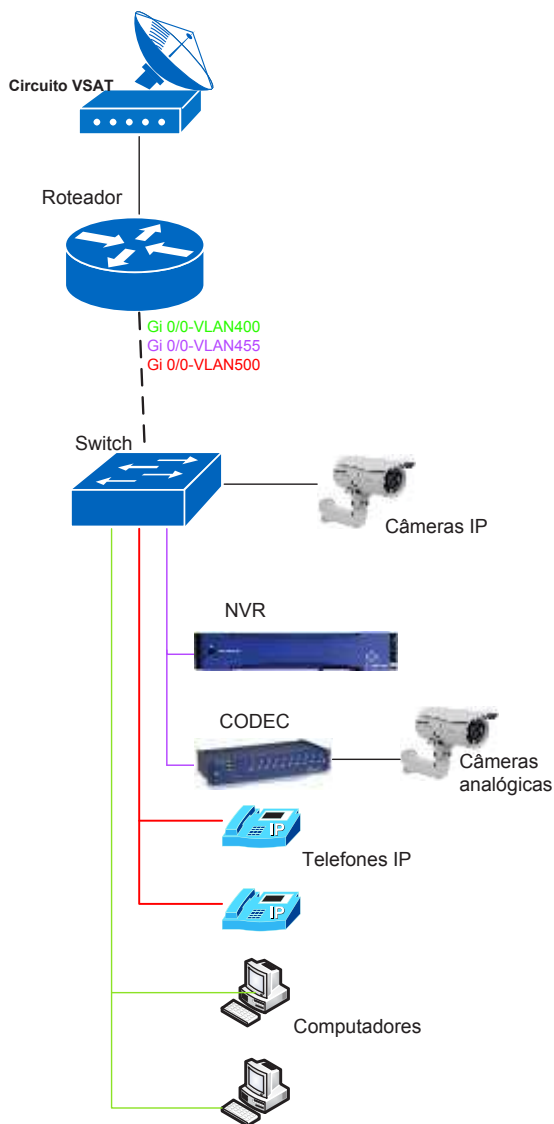 Circuito VSAT
Roteador
Gi 0/0-VLAN400
Gi 0/0-VLAN455
Gi 0/0-VLAN500
Switch
Câmeras IP
NVR
CODEC
Câmeras
analógicas
IP
Telefones IP
IP
Computadores